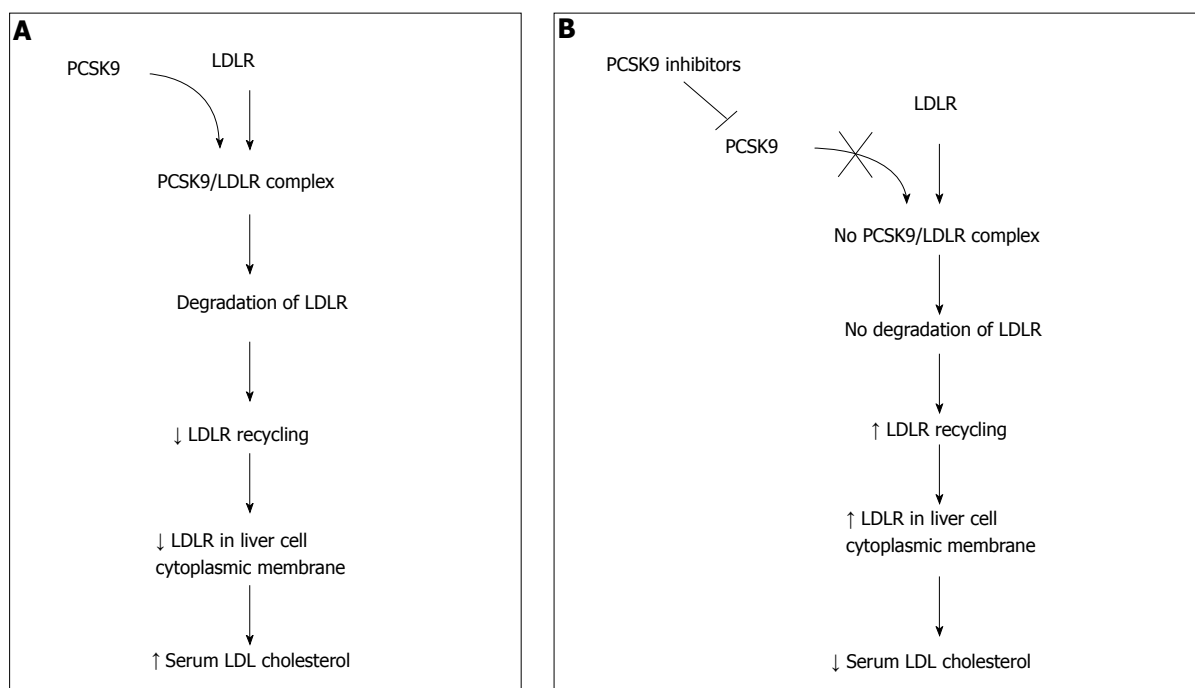 A
PCSK9
LDLR
PCSK9/LDLR complex
Degradation of LDLR
↓ LDLR recycling
↓ LDLR in liver cell
cytoplasmic membrane
↑ Serum LDL cholesterol
B
PCSK9 inhibitors
LDLR
PCSK9
No PCSK9/LDLR complex
No degradation of LDLR
↑ LDLR recycling
↑ LDLR in liver cell
cytoplasmic membrane
↓ Serum LDL cholesterol